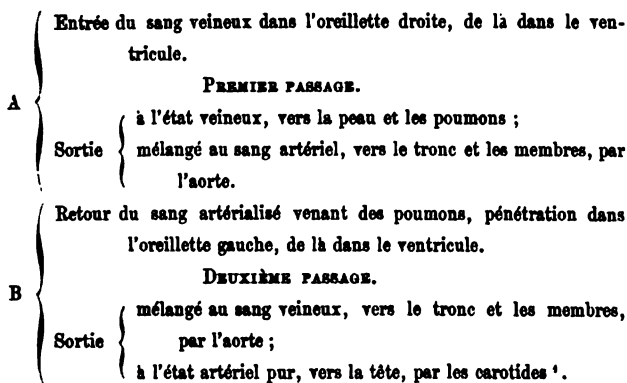 Entrée du sang veineux dans l'oreillette droite, de là dans le ven-
tricule.
PREMIER PASSAGE.
A
à l'état veineux, vers la peau et les poumons ;
Sortie
mélangé au sang artériel, vers le tronc et les membres, par
l'aorte.
Retour du sang artérialisé venant des poumons, pénétration dans
l'oreillette gauche, de là dans le ventricule.
DEUXIÈME PASSAGE.
B
mélangé au sang veineux, vers le tronc et les membres,
Sortie
par l'aorte ;
à l'état artériel pur, vers la tête, par les carotides ¹.